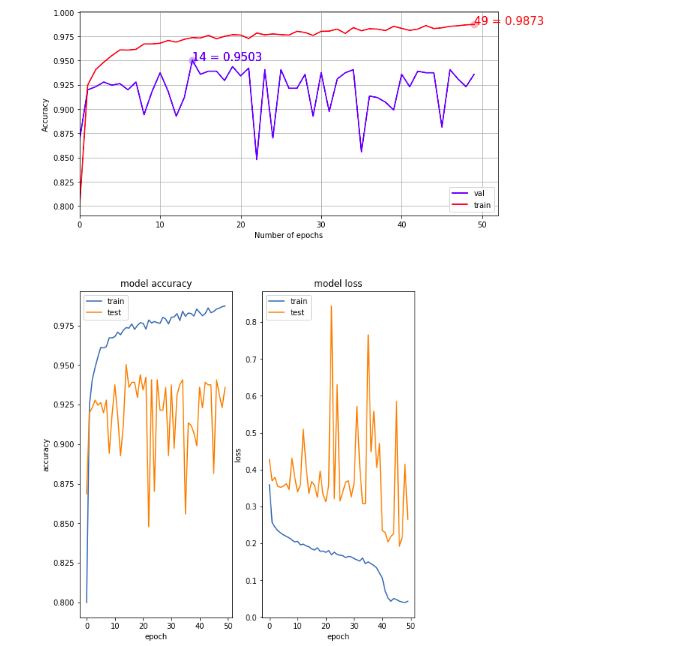 49 = 0.9873
14 = 0.9503
1.000
0.975
0.950
0.925
0.900
0.875
0.850
0.825
0.800
Accuracy
val
train
0 10 20 30 40 50
Number of epochs
model accuracy
train
test
0.975
0.950
0.925
0.900
0.875
0.850
0.825
0.800
accuracy
0 10 20 30 40 50
epoch
model loss
train
test
0.8
0.7
0.6
0.5
0.4
0.3
0.2
0.1
0.0
loss
0 10 20 30 40 50
epoch